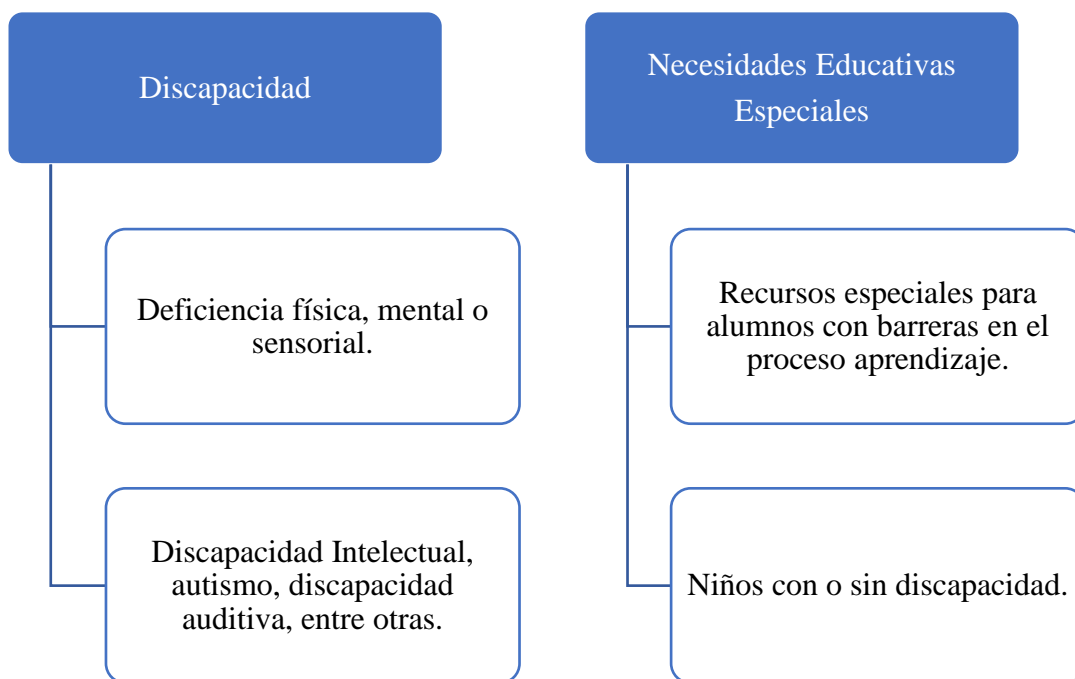 Discapacidad
Deficiencia física, mental o
sensorial.
Discapacidad Intelectual,
autismo, discapacidad
auditiva, entre otras.
Necesidades Educativas
Especiales
Recursos especiales para
alumnos con barreras en el
proceso aprendizaje.
Niños con o sin discapacidad.